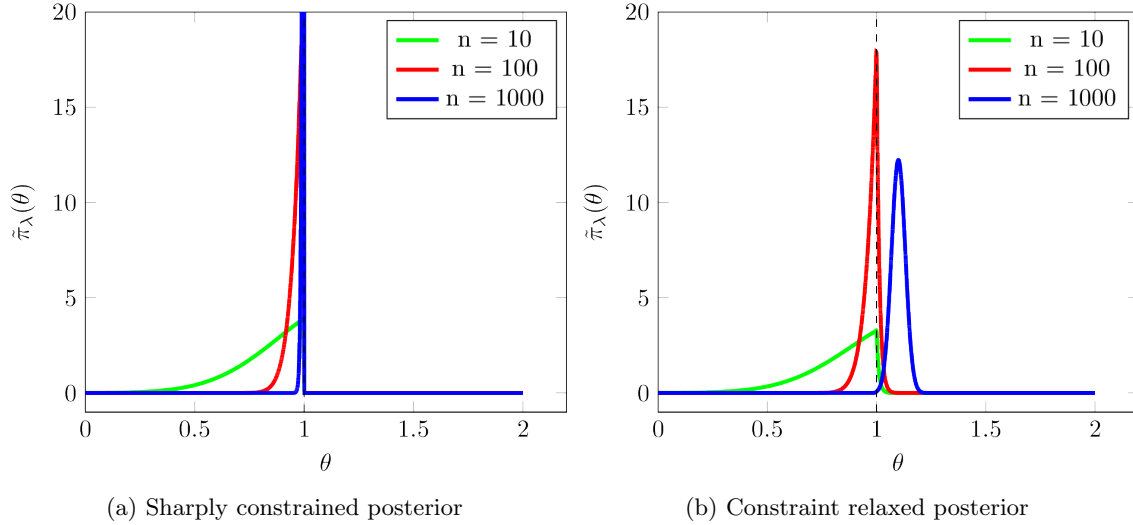 20
15
10
5
0
0
0.5
1
1.5
2
θ
π̃λ(θ)
n = 10
n = 100
n = 1000
(a) Sharply constrained posterior
20
15
10
5
0
0
0.5
1
1.5
2
θ
π̃λ(θ)
n = 10
n = 100
n = 1000
(b) Constraint relaxed posterior